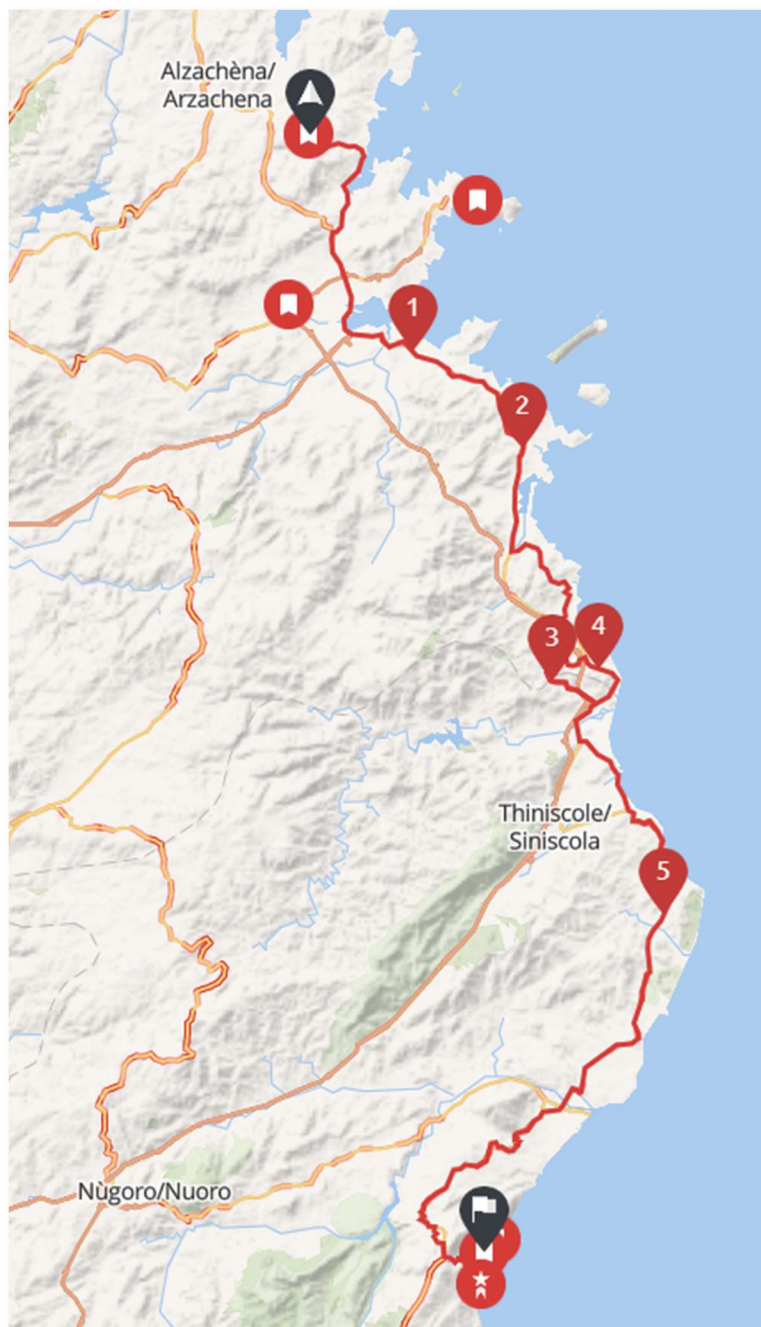 Alzachèna/
Arzachena
1
2
3
4
Thiniscole/
Siniscola
5
Nùgoro/Nuoro